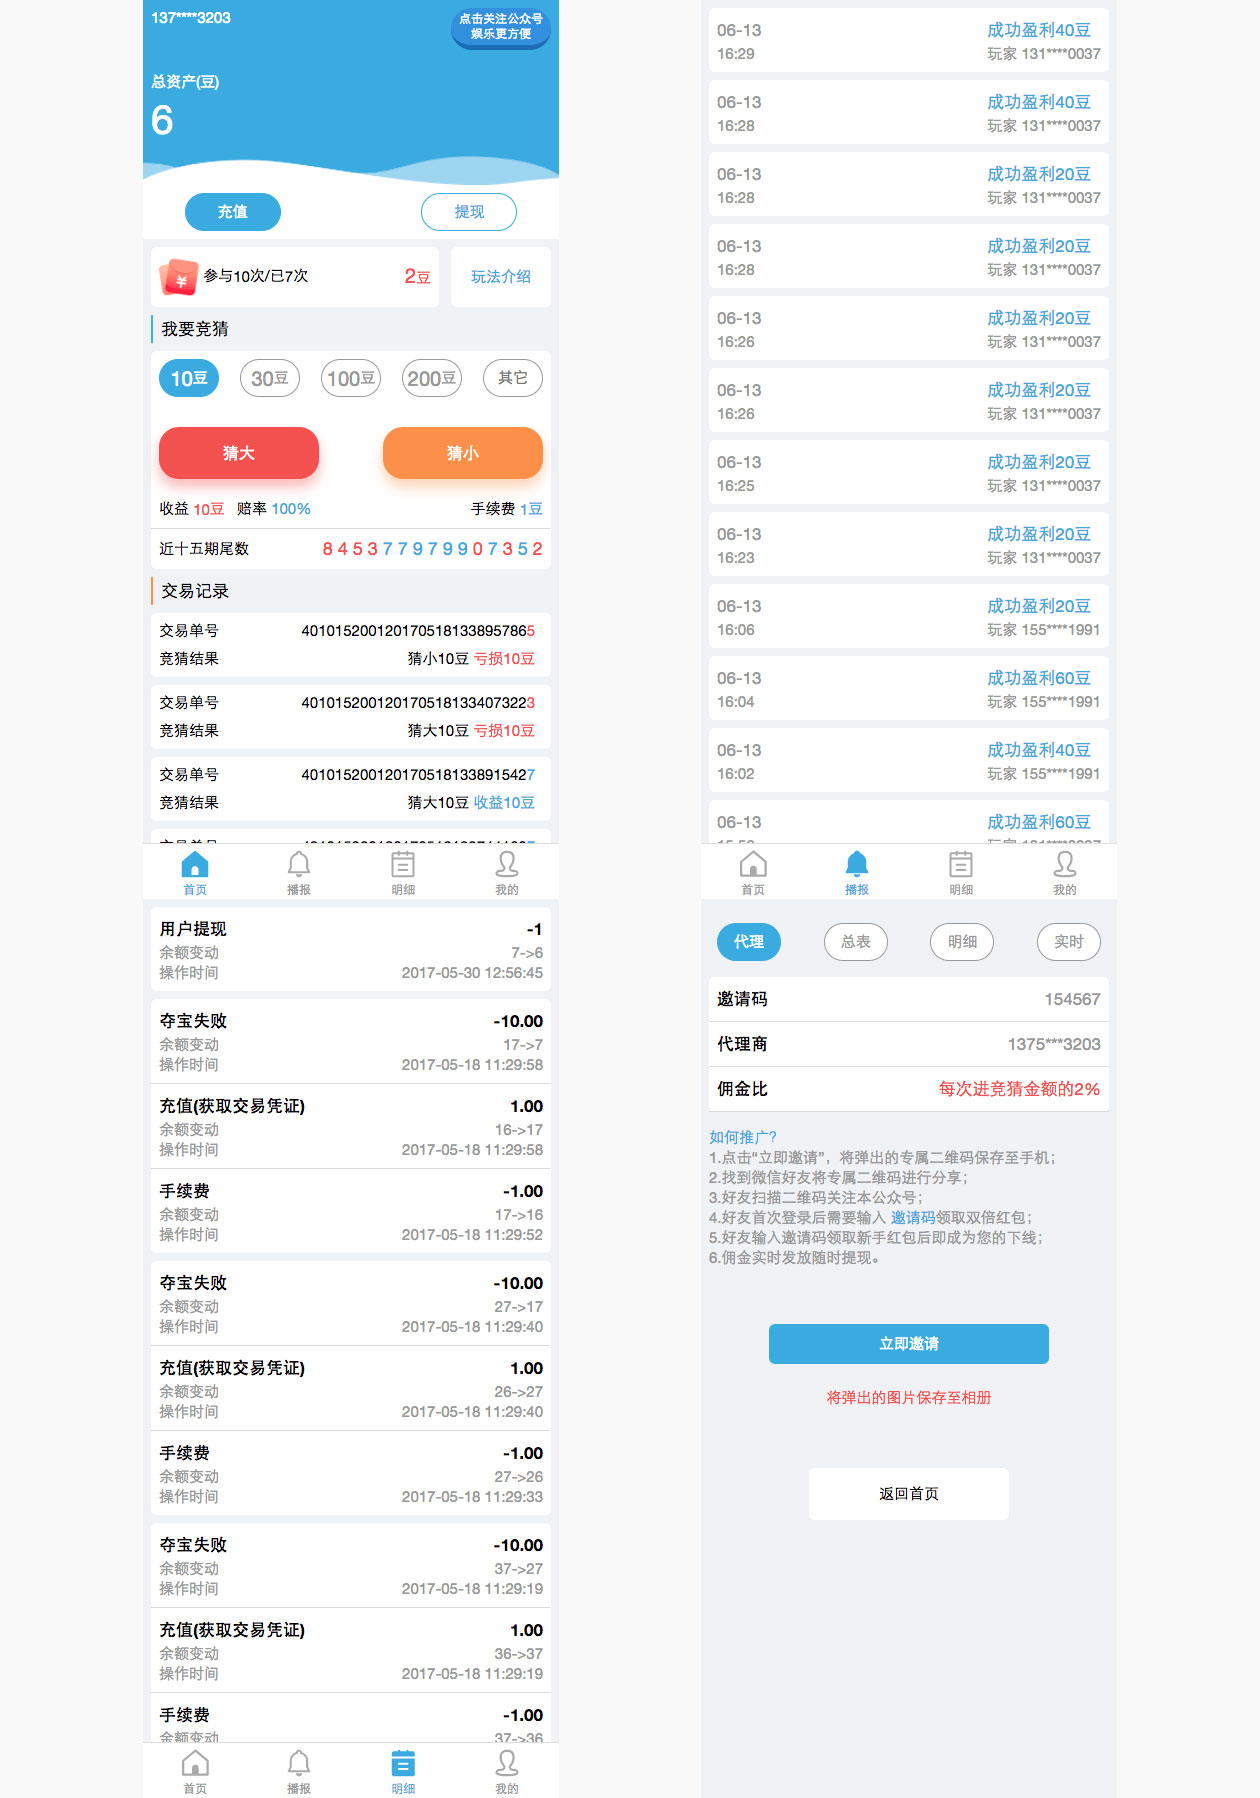 137****3203
点击关注公众号
娱乐更方便
总资产(豆)
6
充值
提现
参与10次/已7次
2豆
玩法介绍
我要竞猜
10豆
30豆
100豆
200豆
其它
猜大
猜小
收益 10豆 赔率 100%
手续费 1豆
近十五期尾数
8 4 5 3 7 7 9 7 9 9 0 7 3 5 2
交易记录
交易单号
4010152001201705181338957865
竞猜结果
猜小10豆 亏损10豆
交易单号
4010152001201705181334073223
竞猜结果
猜大10豆 亏损10豆
交易单号
4010152001201705181338915427
竞猜结果
猜大10豆 收益10豆
首页
播报
明细
我的
用户提现
-1
余额变动
7->6
操作时间
2017-05-30 12:56:45
夺宝失败
-10.00
余额变动
17->7
操作时间
2017-05-18 11:29:58
充值(获取交易凭证)
1.00
余额变动
16->17
操作时间
2017-05-18 11:29:58
手续费
-1.00
余额变动
17->16
操作时间
2017-05-18 11:29:52
夺宝失败
-10.00
余额变动
27->17
操作时间
2017-05-18 11:29:40
充值(获取交易凭证)
1.00
余额变动
26->27
操作时间
2017-05-18 11:29:40
手续费
-1.00
余额变动
27->26
操作时间
2017-05-18 11:29:33
夺宝失败
-10.00
余额变动
37->27
操作时间
2017-05-18 11:29:19
充值(获取交易凭证)
1.00
余额变动
36->37
操作时间
2017-05-18 11:29:19
手续费
-1.00
余额变动
37->36
首页
播报
明细
我的
06-13
成功盈利40豆
16:29
玩家 131****0037
06-13
成功盈利40豆
16:28
玩家 131****0037
06-13
成功盈利20豆
16:28
玩家 131****0037
06-13
成功盈利20豆
16:28
玩家 131****0037
06-13
成功盈利20豆
16:26
玩家 131****0037
06-13
成功盈利20豆
16:26
玩家 131****0037
06-13
成功盈利20豆
16:25
玩家 131****0037
06-13
成功盈利20豆
16:23
玩家 131****0037
06-13
成功盈利20豆
16:06
玩家 155****1991
06-13
成功盈利60豆
16:04
玩家 155****1991
06-13
成功盈利40豆
16:02
玩家 155****1991
06-13
成功盈利60豆
首页
播报
明细
我的
代理
总表
明细
实时
邀请码
154567
代理商
1375***3203
佣金比
每次进竞猜金额的2%
如何推广?
1.点击“立即邀请”，将弹出的专属二维码保存至手机；
2.找到微信好友将专属二维码进行分享；
3.好友扫描二维码关注本公众号；
4.好友首次登录后需要输入 邀请码领取双倍红包；
5.好友输入邀请码领取新手红包后即成为您的下线；
6.佣金实时发放随时提现。
立即邀请
将弹出的图片保存至相册
返回首页